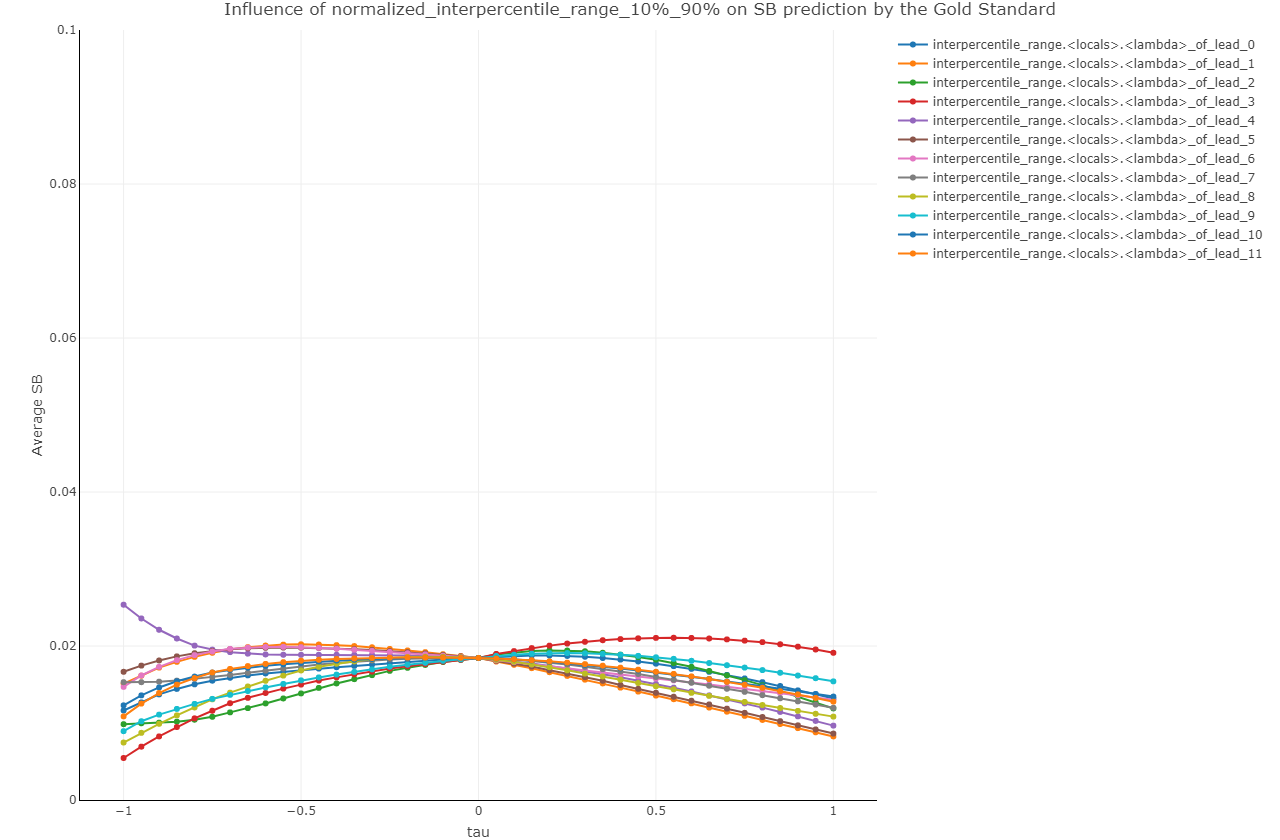 Influence of normalized_interpercentile_range_10%_90% on SB prediction by the Gold Standard
0.1
0.08
0.06
0.04
0.02
0
Average SB
−1
−0.5
0
0.5
1
tau
interpercentile_range.<locals>.<lambda>_of_lead_0
interpercentile_range.<locals>.<lambda>_of_lead_1
interpercentile_range.<locals>.<lambda>_of_lead_2
interpercentile_range.<locals>.<lambda>_of_lead_3
interpercentile_range.<locals>.<lambda>_of_lead_4
interpercentile_range.<locals>.<lambda>_of_lead_5
interpercentile_range.<locals>.<lambda>_of_lead_6
interpercentile_range.<locals>.<lambda>_of_lead_7
interpercentile_range.<locals>.<lambda>_of_lead_8
interpercentile_range.<locals>.<lambda>_of_lead_9
interpercentile_range.<locals>.<lambda>_of_lead_10
interpercentile_range.<locals>.<lambda>_of_lead_11